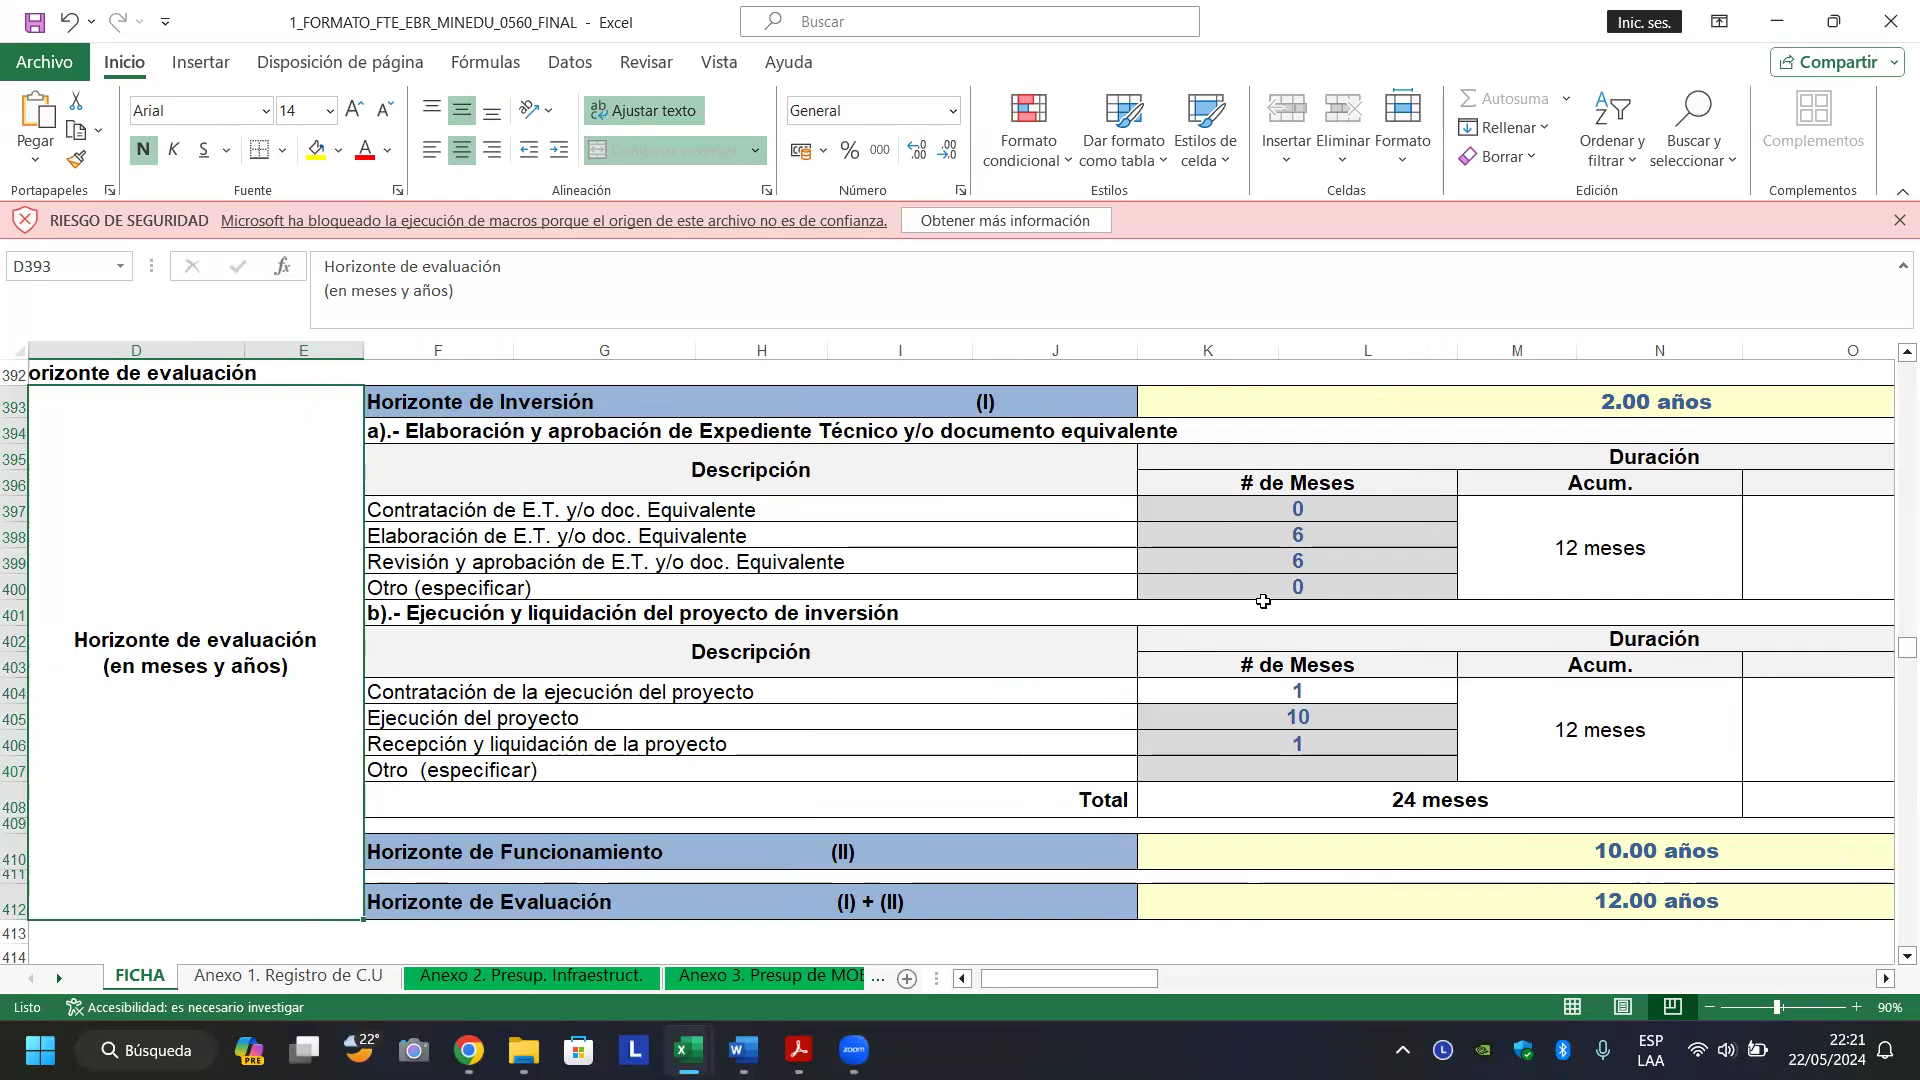 1_FORMATO_FTE_EBR_MINEDU_0560_FINAL - Excel
Buscar
Inic. ses.
Archivo Inicio Insertar Disposición de página Fórmulas Datos Revisar Vista Ayuda
Compartir
Pegar
Arial 14
Ajustar texto
General
N K S
Combinar y centrar
% 000
Formato condicional
Dar formato como tabla
Estilos de celda
Insertar Eliminar Formato
Autosuma
Rellenar
Borrar
Ordenar y filtrar
Buscar y seleccionar
Complementos
Portapapeles Fuente Alineación Número Estilos Celdas Edición Complementos
RIESGO DE SEGURIDAD Microsoft ha bloqueado la ejecución de macros porque el origen de este archivo no es de confianza. Obtener más información
D393 fx Horizonte de evaluación
(en meses y años)
D E F G H I J K L M N O
392 orizonte de evaluación
393 Horizonte de Inversión (I) 2.00 años
394 a).- Elaboración y aprobación de Expediente Técnico y/o documento equivalente
395 Descripción Duración
396 # de Meses Acum.
397 Contratación de E.T. y/o doc. Equivalente 0
398 Elaboración de E.T. y/o doc. Equivalente 6
12 meses
399 Revisión y aprobación de E.T. y/o doc. Equivalente 6
400 Otro (especificar) 0
401 b).- Ejecución y liquidación del proyecto de inversión
Horizonte de evaluación
(en meses y años)
402 Descripción Duración
403 # de Meses Acum.
404 Contratación de la ejecución del proyecto 1
405 Ejecución del proyecto 10
12 meses
406 Recepción y liquidación de la proyecto 1
407 Otro (especificar)
408 Total 24 meses
409
410 Horizonte de Funcionamiento (II) 10.00 años
411
412 Horizonte de Evaluación (I) + (II) 12.00 años
413
414
FICHA Anexo 1. Registro de C.U Anexo 2. Presup. Infraestruct. Anexo 3. Presup de MOB ...
Listo Accesibilidad: es necesario investigar 90%
Búsqueda
PRE
22°
L
zoom
ESP
LAA
22:21
22/05/2024